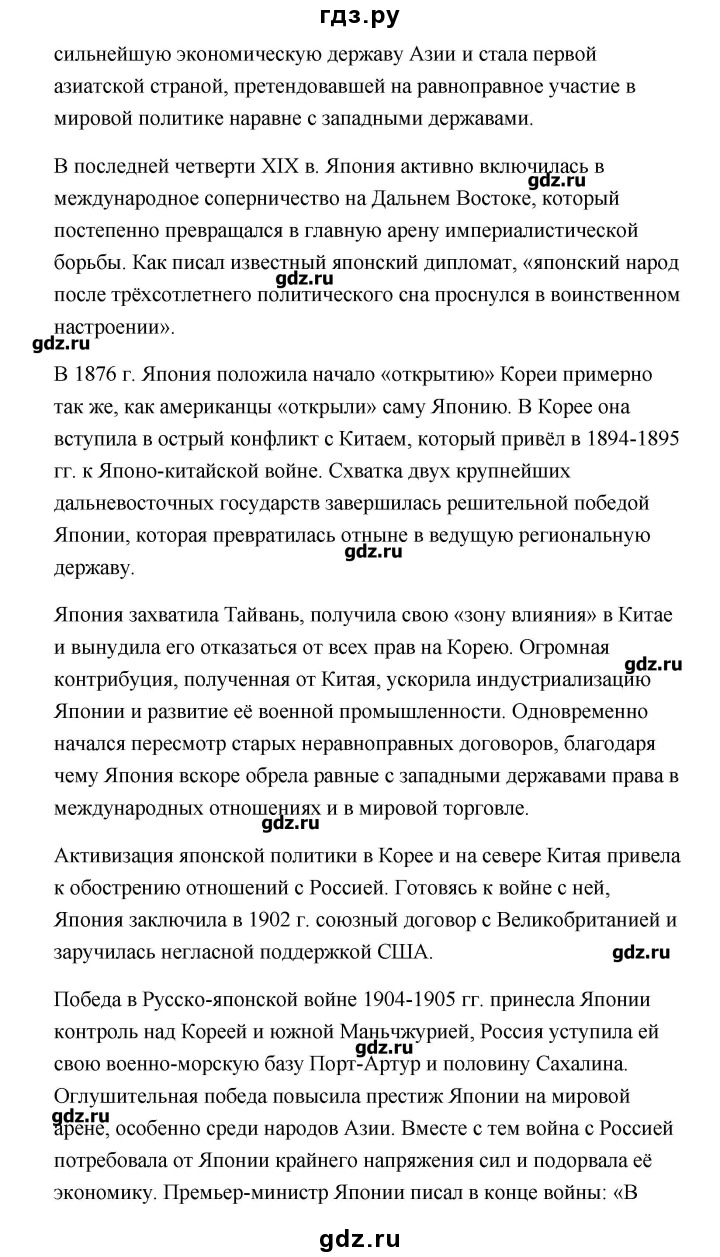 гдз.ру
сильнейшую экономическую державу Азии и стала первой
азиатской страной, претендовавшей на равноправное участие в
мировой политике наравне с западными державами.
В последней четверти XIX в. Япония активно включилась в
gdz.ru
международное соперничество на Дальнем Востоке, который
постепенно превращался в главную арену империалистической
борьбы. Как писал известный японский дипломат, «японский народ
gdz.ru
после трёхсотлетнего политического сна проснулся в воинственном
настроении».
gdz.ru
В 1876 г. Япония положила начало «открытию» Кореи примерно
так же, как американцы «открыли» саму Японию. В Корее она
вступила в острый конфликт с Китаем, который привёл в 1894-1895
гг. к Японо-китайской войне. Схватка двух крупнейших
дальневосточных государств завершилась решительной победой
Японии, которая превратилась отныне в ведущую региональную
gdz.ru
державу.
Япония захватила Тайвань, получила свою «зону влияния» в Китае
и вынудила его отказаться от всех прав на Корею. Огромная
gdz.ru
контрибуция, полученная от Китая, ускорила индустриализацию
Японии и развитие её военной промышленности. Одновременно
начался пересмотр старых неравноправных договоров, благодаря
чему Япония вскоре обрела равные с западными державами права в
международных отношениях и в мировой торговле.
gdz.ru
Активизация японской политики в Корее и на севере Китая привела
к обострению отношений с Россией. Готовясь к войне с ней,
Япония заключила в 1902 г. союзный договор с Великобританией и
заручилась негласной поддержкой США.
gdz.ru
Победа в Русско-японской войне 1904-1905 гг. принесла Японии
контроль над Кореей и южной Маньчжурией, Россия уступила ей
gdz.ru
свою военно-морскую базу Порт-Артур и половину Сахалина.
Оглушительная победа повысила престиж Японии на мировой
gdz.ru
арене, особенно среди народов Азии. Вместе с тем война с Россией
потребовала от Японии крайнего напряжения сил и подорвала её
экономику. Премьер-министр Японии писал в конце войны: «В
gdz.ru